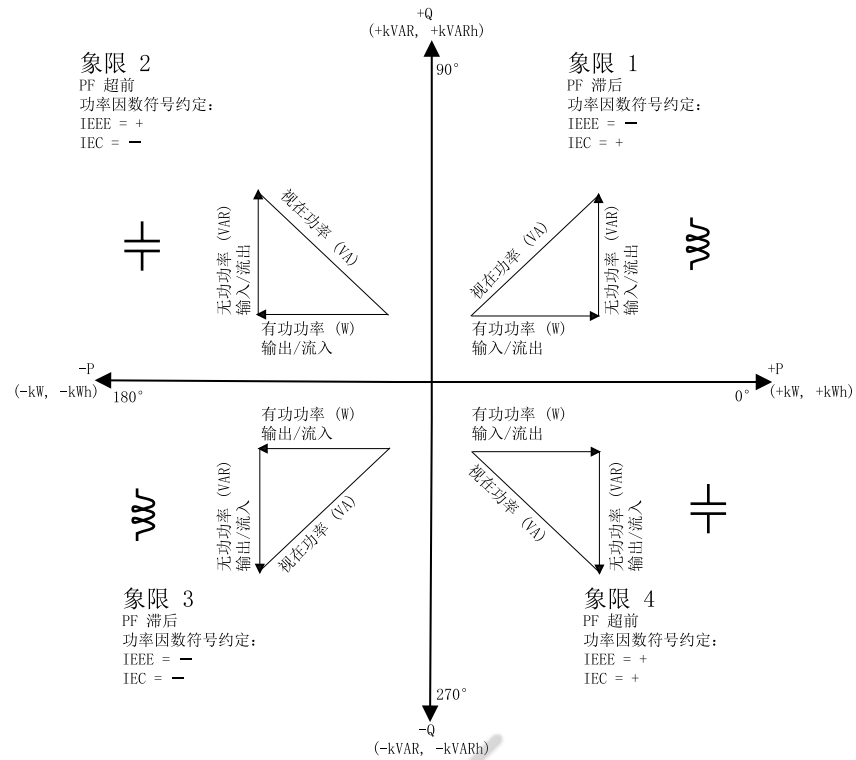 +Q
(+kVAR, +kVARh)
90°
象限 2
PF 超前
功率因数符号约定:
IEEE = +
IEC = −
象限 1
PF 滞后
功率因数符号约定:
IEEE = −
IEC = +
视在功率 (VA)
无功功率 (VAR)
输入/流出
有功功率 (W)
输出/流入
视在功率 (VA)
无功功率 (VAR)
输入/流出
有功功率 (W)
输入/流出
−P
(−kW, −kWh)
180°
+P
(+kW, +kWh)
0°
有功功率 (W)
输出/流入
无功功率 (VAR)
输出/流入
视在功率 (VA)
有功功率 (W)
输入/流出
视在功率 (VA)
无功功率 (VAR)
输出/流入
象限 3
PF 滞后
功率因数符号约定:
IEEE = −
IEC = −
象限 4
PF 超前
功率因数符号约定:
IEEE = +
IEC = +
270°
−Q
(−kVAR, −kVARh)